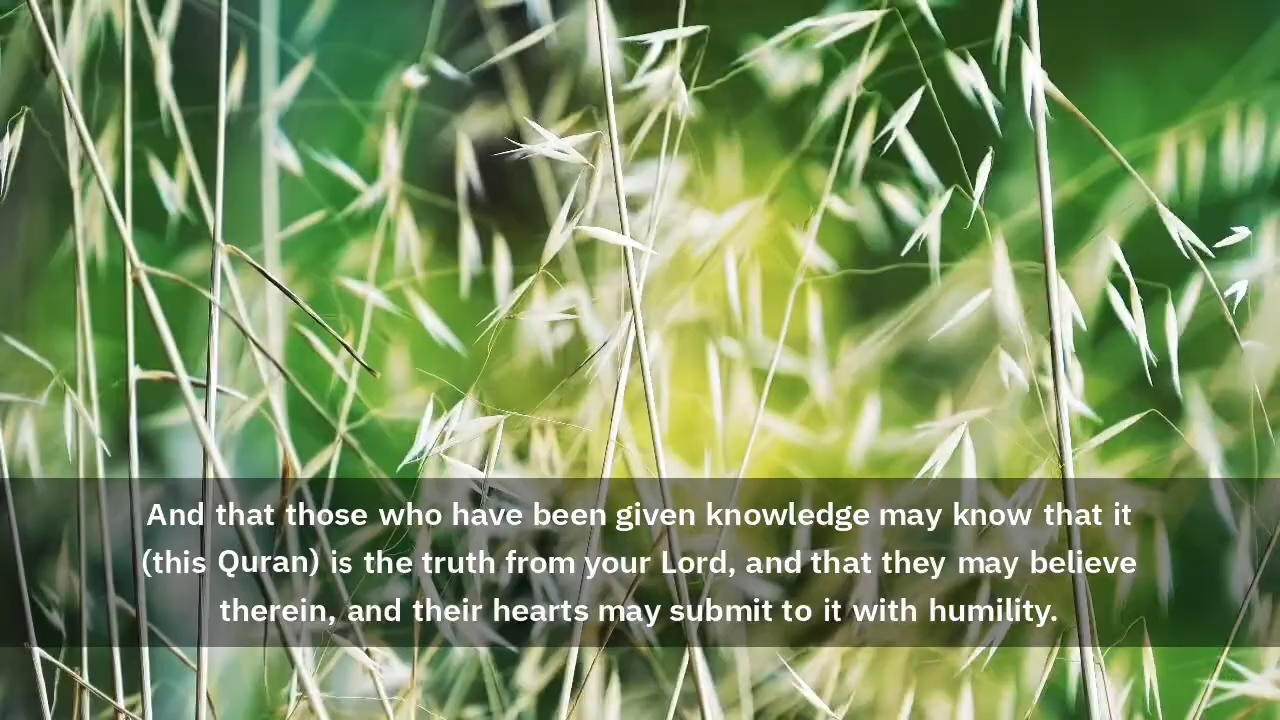 And that those who have been given knowledge may know that it
(this Quran) is the truth from your Lord, and that they may believe
therein, and their hearts may submit to it with humility.